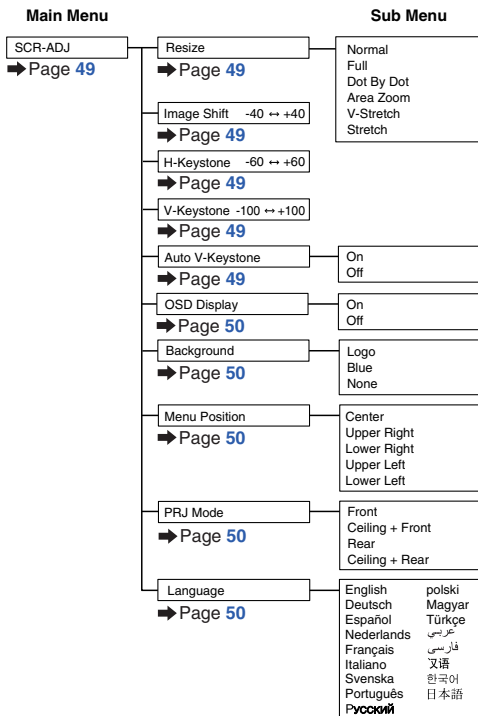 Main Menu
Sub Menu
SCR-ADJ
➡Page 49
Resize
➡Page 49
Normal
Full
Dot By Dot
Area Zoom
V-Stretch
Stretch
Image Shift -40 ↔ +40
➡Page 49
H-Keystone -60 ↔ +60
➡Page 49
V-Keystone -100 ↔ +100
➡Page 49
Auto V-Keystone
➡Page 49
On
Off
OSD Display
➡Page 50
On
Off
Background
➡Page 50
Logo
Blue
None
Menu Position
➡Page 50
Center
Upper Right
Lower Right
Upper Left
Lower Left
PRJ Mode
➡Page 50
Front
Ceiling + Front
Rear
Ceiling + Rear
Language
➡Page 50
English polski
Deutsch Magyar
Español Türkçe
Nederlands عربي
Français فارسی
Italiano 汉语
Svenska 한국어
Português 日本語
Русский